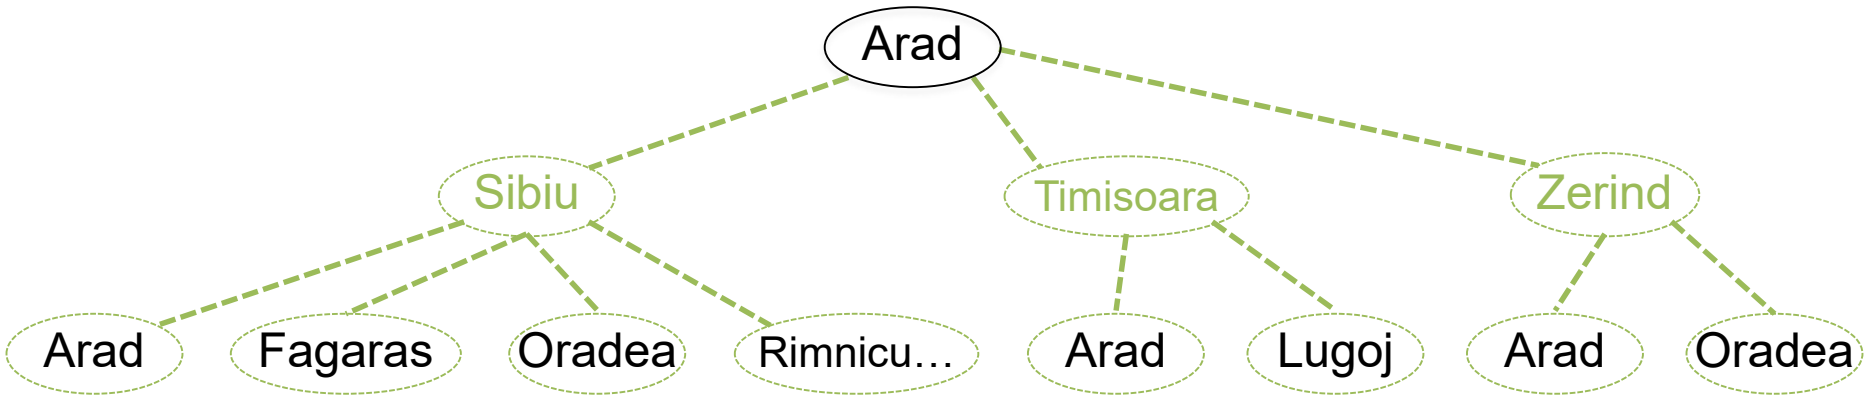 Arad
Sibiu
Timisoara
Zerind
Arad
Fagaras
Oradea
Rimnicu…
Arad
Lugoj
Arad
Oradea